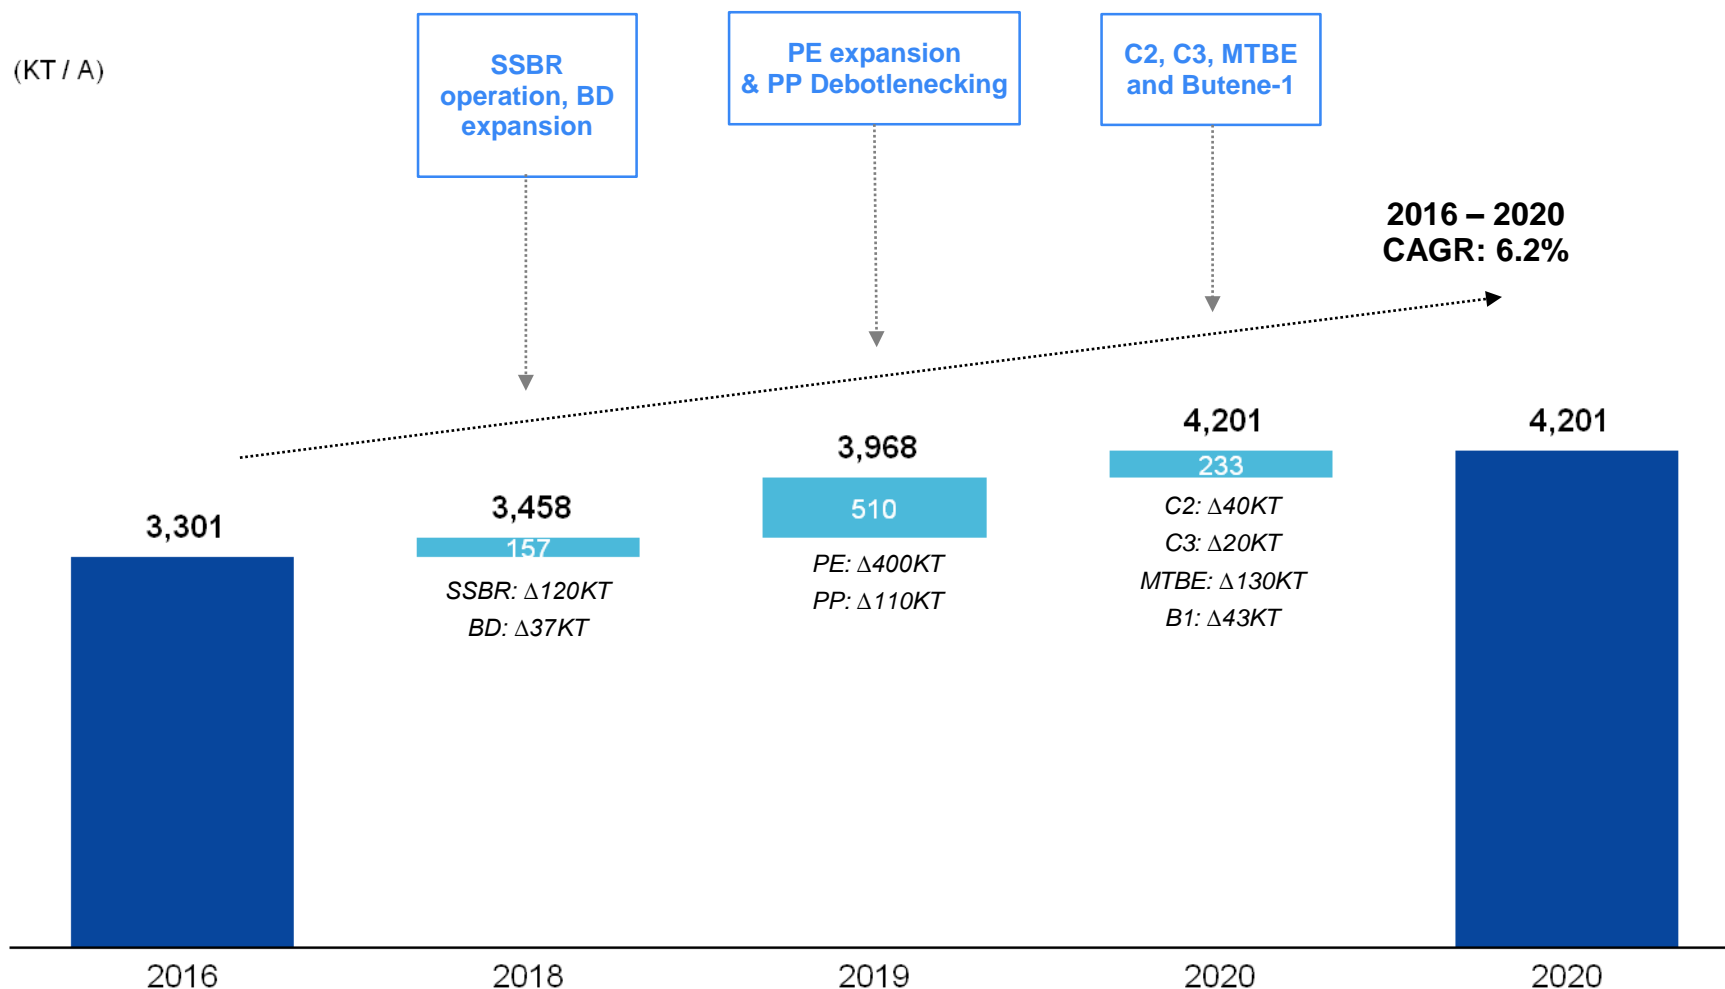 (KT / A)
SSBR
operation, BD
expansion
PE expansion
& PP Debotlenecking
C2, C3, MTBE
and Butene-1
2016 – 2020
CAGR: 6.2%
3,301
3,458
157
SSBR: ∆120KT
BD: ∆37KT
3,968
510
PE: ∆400KT
PP: ∆110KT
4,201
233
C2: ∆40KT
C3: ∆20KT
MTBE: ∆130KT
B1: ∆43KT
4,201
2016
2018
2019
2020
2020